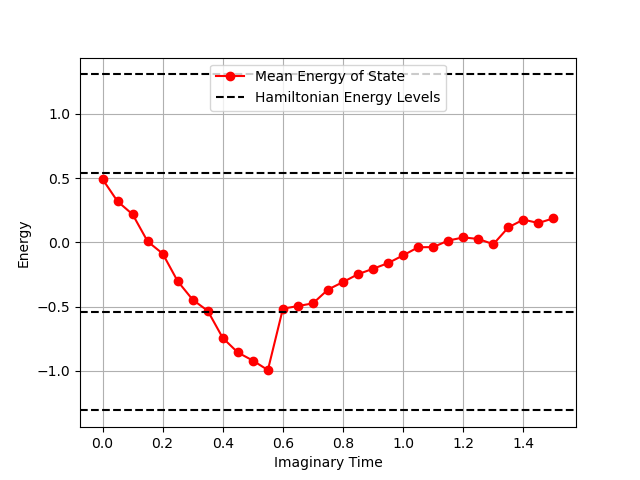 Mean Energy of State
Hamiltonian Energy Levels
1.0
0.5
0.0
−0.5
−1.0
Energy
0.0 0.2 0.4 0.6 0.8 1.0 1.2 1.4
Imaginary Time